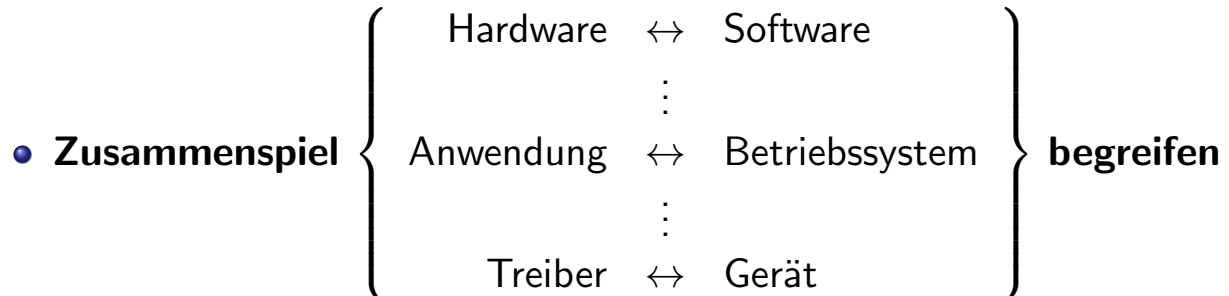 Hardware ↔ Software
⋮
• Zusammenspiel { Anwendung ↔ Betriebssystem } begreifen
⋮
Treiber ↔ Gerät